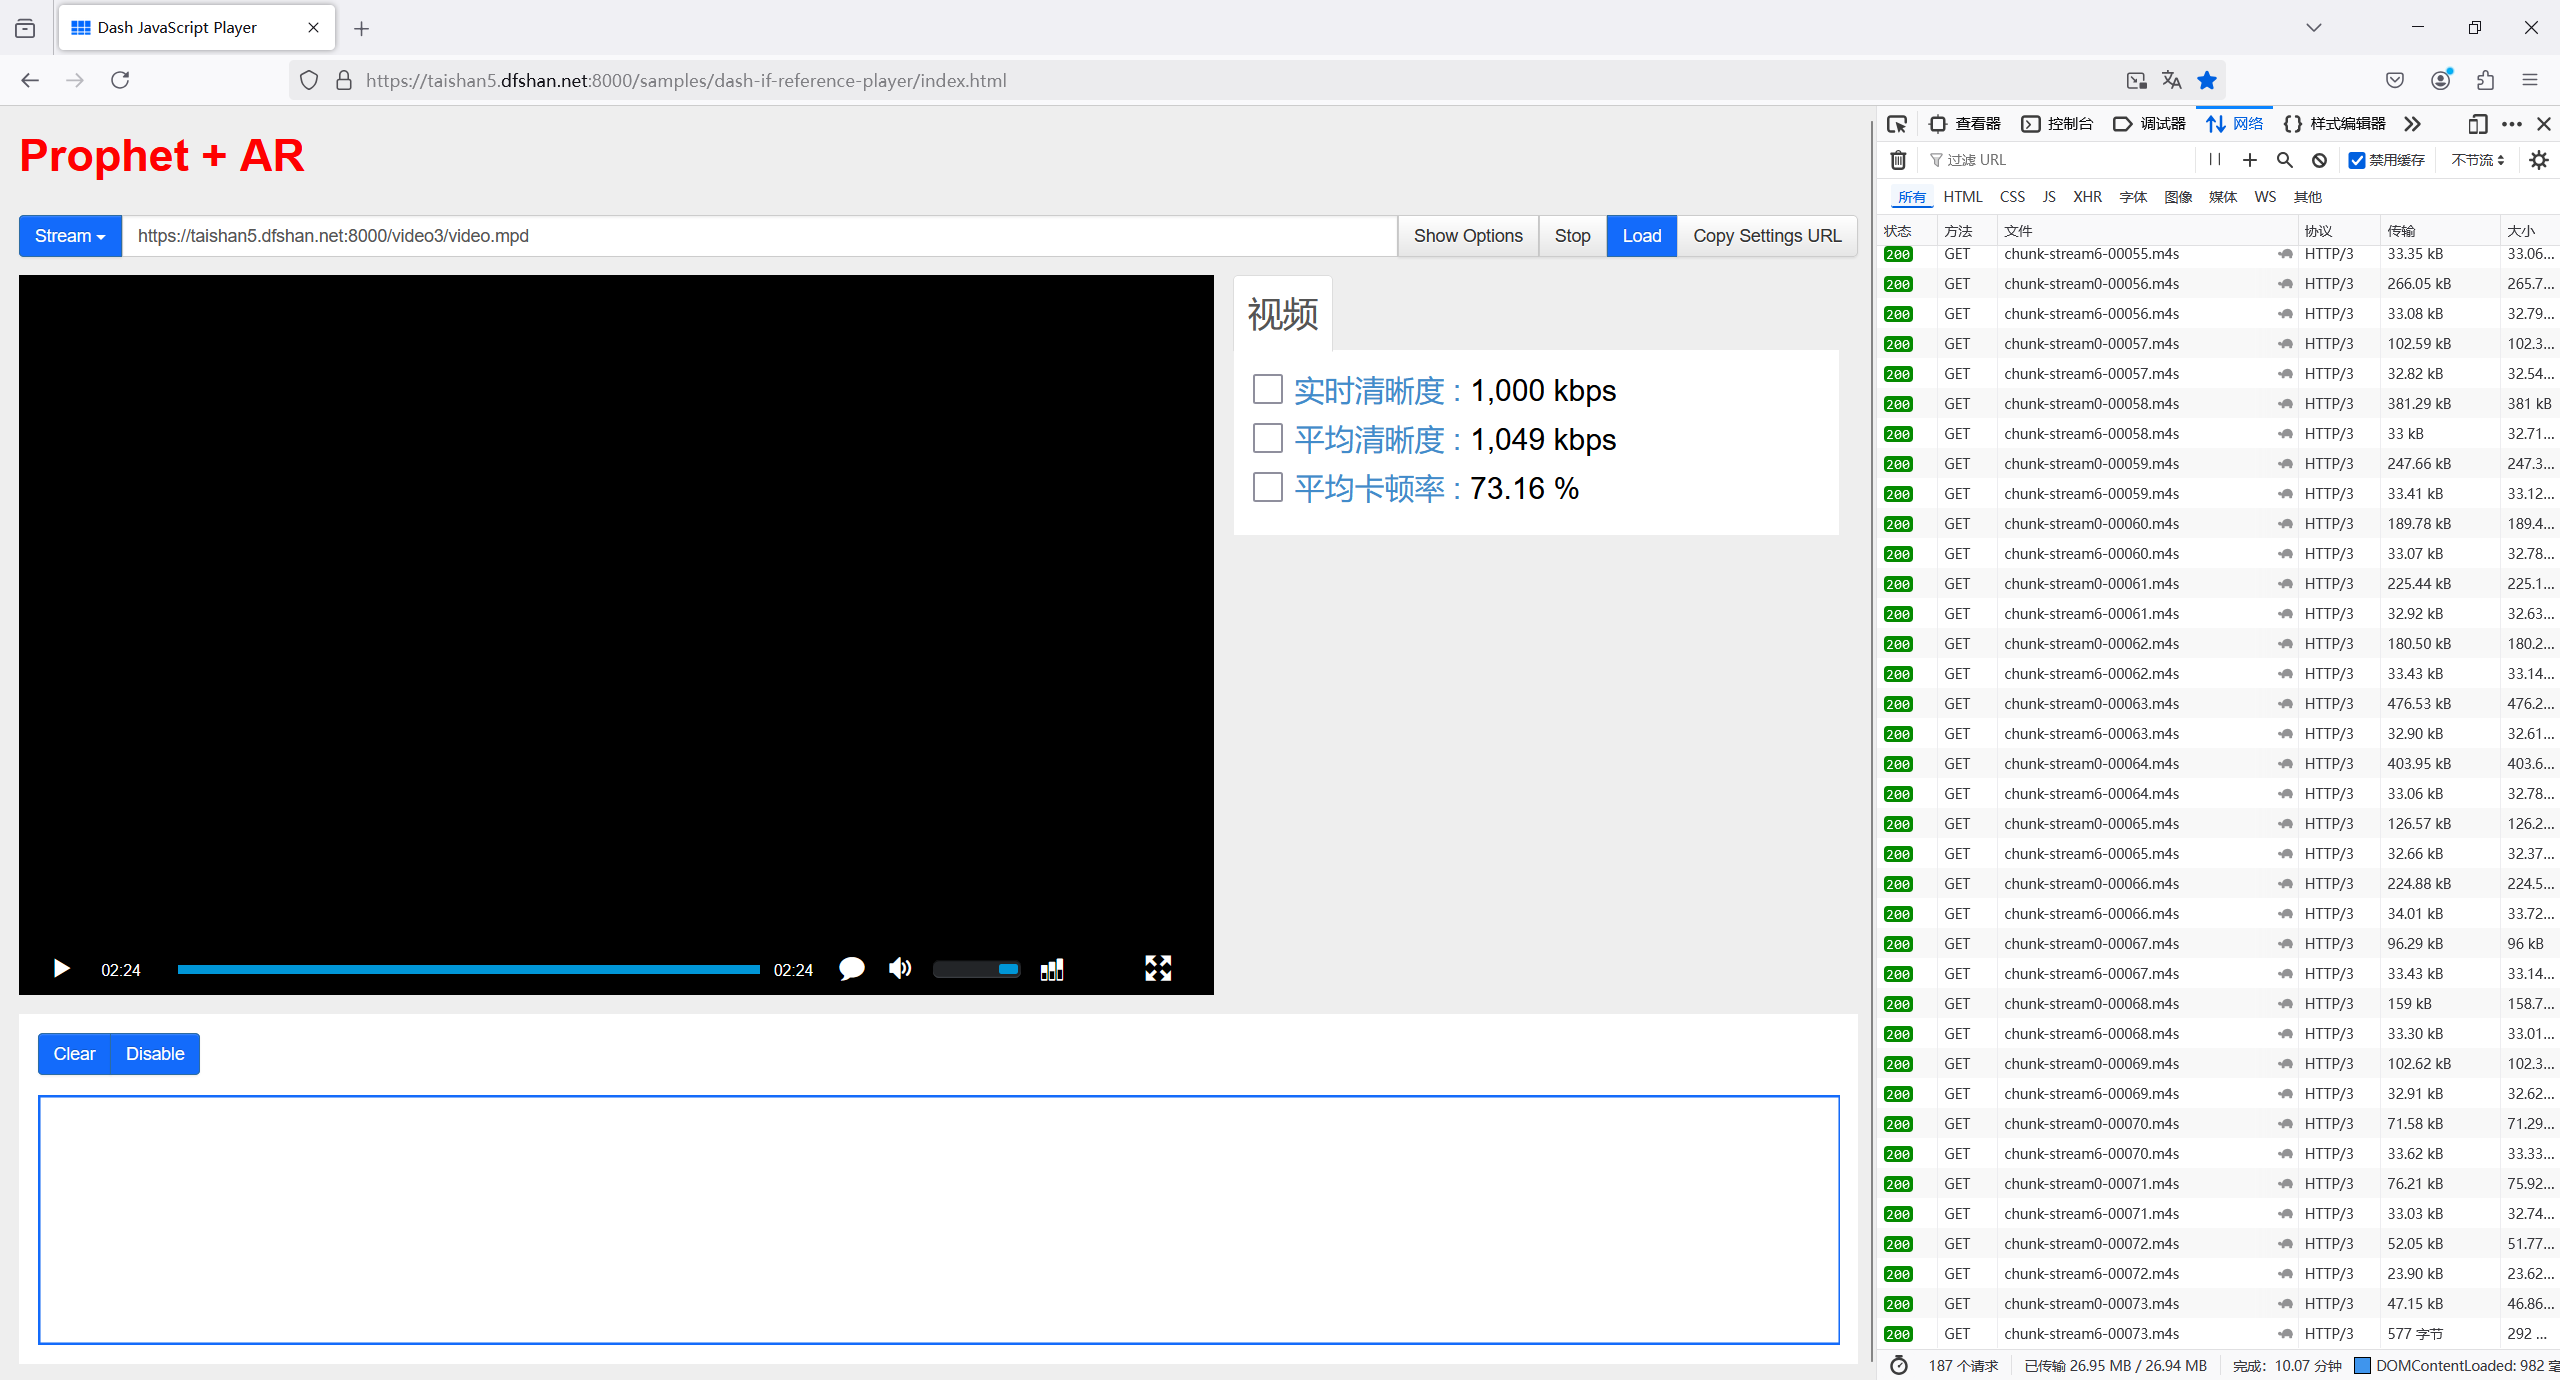 Dash JavaScript Player
https://taishan5.dfshan.net:8000/samples/dash-if-reference-player/index.html
Prophet + AR
Stream
https://taishan5.dfshan.net:8000/video3/video.mpd
Show Options
Stop
Load
Copy Settings URL
视频
实时清晰度 : 1,000 kbps
平均清晰度 : 1,049 kbps
平均卡顿率 : 73.16 %
02:24
02:24
Clear
Disable
查看器
控制台
调试器
网络
样式编辑器
过滤 URL
禁用缓存
不节流
所有 HTML CSS JS XHR 字体 图像 媒体 WS 其他
状态 方法 文件 协议 传输 大小
200 GET chunk-stream6-00055.m4s HTTP/3 33.35 kB 33.06...
200 GET chunk-stream0-00056.m4s HTTP/3 266.05 kB 265.7...
200 GET chunk-stream6-00056.m4s HTTP/3 33.08 kB 32.79...
200 GET chunk-stream0-00057.m4s HTTP/3 102.59 kB 102.3...
200 GET chunk-stream6-00057.m4s HTTP/3 32.82 kB 32.54...
200 GET chunk-stream0-00058.m4s HTTP/3 381.29 kB 381 kB
200 GET chunk-stream6-00058.m4s HTTP/3 33 kB 32.71...
200 GET chunk-stream0-00059.m4s HTTP/3 247.66 kB 247.3...
200 GET chunk-stream6-00059.m4s HTTP/3 33.41 kB 33.12...
200 GET chunk-stream0-00060.m4s HTTP/3 189.78 kB 189.4...
200 GET chunk-stream6-00060.m4s HTTP/3 33.07 kB 32.78...
200 GET chunk-stream0-00061.m4s HTTP/3 225.44 kB 225.1...
200 GET chunk-stream6-00061.m4s HTTP/3 32.92 kB 32.63...
200 GET chunk-stream0-00062.m4s HTTP/3 180.50 kB 180.2...
200 GET chunk-stream6-00062.m4s HTTP/3 33.43 kB 33.14...
200 GET chunk-stream0-00063.m4s HTTP/3 476.53 kB 476.2...
200 GET chunk-stream6-00063.m4s HTTP/3 32.90 kB 32.61...
200 GET chunk-stream0-00064.m4s HTTP/3 403.95 kB 403.6...
200 GET chunk-stream6-00064.m4s HTTP/3 33.06 kB 32.78...
200 GET chunk-stream0-00065.m4s HTTP/3 126.57 kB 126.2...
200 GET chunk-stream6-00065.m4s HTTP/3 32.66 kB 32.37...
200 GET chunk-stream0-00066.m4s HTTP/3 224.88 kB 224.5...
200 GET chunk-stream6-00066.m4s HTTP/3 34.01 kB 33.72...
200 GET chunk-stream0-00067.m4s HTTP/3 96.29 kB 96 kB
200 GET chunk-stream6-00067.m4s HTTP/3 33.43 kB 33.14...
200 GET chunk-stream0-00068.m4s HTTP/3 159 kB 158.7...
200 GET chunk-stream6-00068.m4s HTTP/3 33.30 kB 33.01...
200 GET chunk-stream0-00069.m4s HTTP/3 102.62 kB 102.3...
200 GET chunk-stream6-00069.m4s HTTP/3 32.91 kB 32.62...
200 GET chunk-stream0-00070.m4s HTTP/3 71.58 kB 71.29...
200 GET chunk-stream6-00070.m4s HTTP/3 33.62 kB 33.33...
200 GET chunk-stream0-00071.m4s HTTP/3 76.21 kB 75.92...
200 GET chunk-stream6-00071.m4s HTTP/3 33.03 kB 32.74...
200 GET chunk-stream0-00072.m4s HTTP/3 52.05 kB 51.77...
200 GET chunk-stream6-00072.m4s HTTP/3 23.90 kB 23.62...
200 GET chunk-stream0-00073.m4s HTTP/3 47.15 kB 46.86...
200 GET chunk-stream6-00073.m4s HTTP/3 577 字节 292 ...
187 个请求 已传输 26.95 MB / 26.94 MB 完成：10.07 分钟 DOMContentLoaded: 982 毫